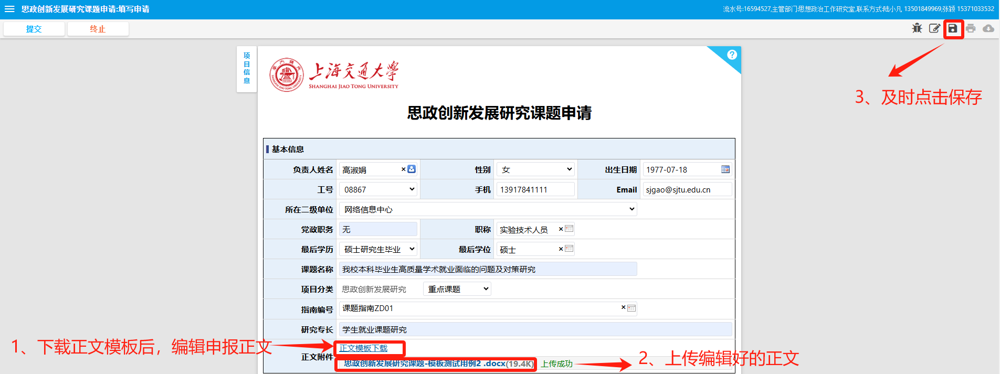 思政创新发展研究课题申请:填写申请
流水号:16594527,主管部门:思想政治工作研究室,联系方式:陆小凡 13501849969,张颖 15371033532
提交
终止
项目信息
上海交通大学
SHANGHAI JIAO TONG UNIVERSITY
?
3、及时点击保存
思政创新发展研究课题申请
基本信息
负责人姓名 高淑娟 × 性别 女 出生日期 1977-07-18
工号 08867 手机 13917841111 Email sjgao@sjtu.edu.cn
所在二级单位 网络信息中心
党政职务 无 职称 实验技术人员 ×
最后学历 硕士研究生毕业 最后学位 硕士 ×
课题名称 我校本科毕业生高质量学术就业面临的问题及对策研究
项目分类 思政创新发展研究 重点课题
指南编号 课题指南ZD01 ×
研究专长 学生就业课题研究
1、下载正文模板后，编辑申报正文
正文模板下载
正文附件
思政创新发展研究课题-模板测试用例2 .docx(19.4K) 上传成功
2、上传编辑好的正文